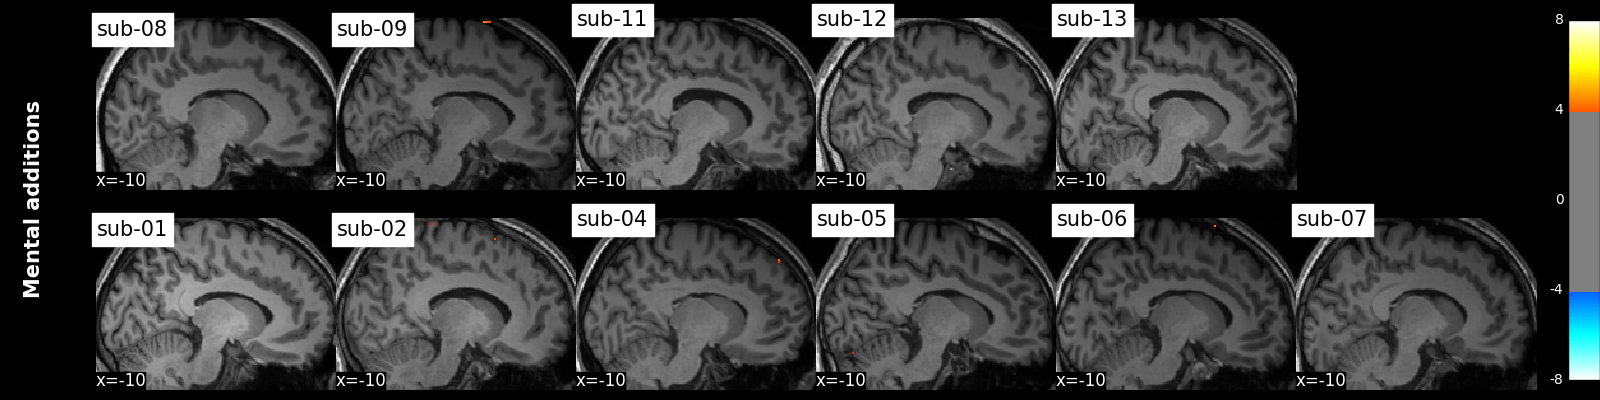 Mental additions
sub-08
sub-09
sub-11
sub-12
sub-13
x=-10
x=-10
x=-10
x=-10
x=-10
sub-01
sub-02
sub-04
sub-05
sub-06
sub-07
x=-10
x=-10
x=-10
x=-10
x=-10
x=-10
8
4
0
-4
-8